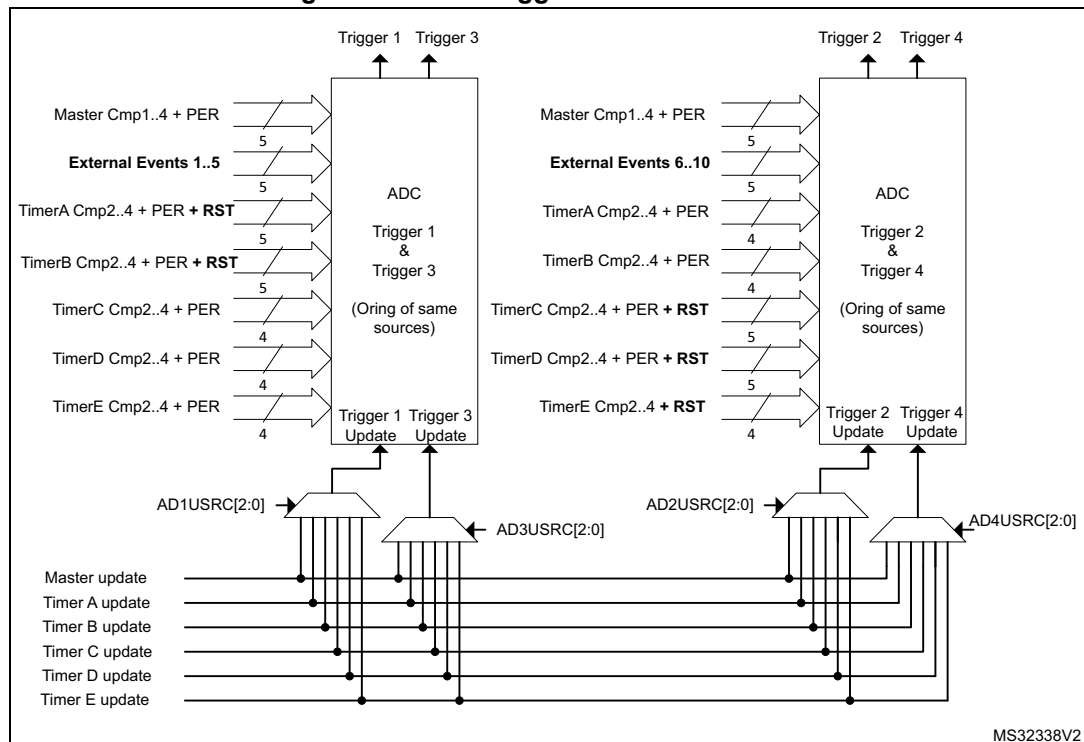 Trigger 1 Trigger 3
Master Cmp1..4 + PER
5
External Events 1..5
5
TimerA Cmp2..4 + PER + RST
5
TimerB Cmp2..4 + PER + RST
5
TimerC Cmp2..4 + PER
4
TimerD Cmp2..4 + PER
4
TimerE Cmp2..4 + PER
4
ADC
Trigger 1
&
Trigger 3
(Oring of same
sources)
Trigger 1 Trigger 3
Update Update
Trigger 2 Trigger 4
Master Cmp1..4 + PER
5
External Events 6..10
5
TimerA Cmp2..4 + PER
4
TimerB Cmp2..4 + PER
4
TimerC Cmp2..4 + PER + RST
5
TimerD Cmp2..4 + PER + RST
5
TimerE Cmp2..4 + RST
4
ADC
Trigger 2
&
Trigger 4
(Oring of same
sources)
Trigger 2 Trigger 4
Update Update
AD1USRC[2:0]
AD3USRC[2:0]
AD2USRC[2:0]
AD4USRC[2:0]
Master update
Timer A update
Timer B update
Timer C update
Timer D update
Timer E update
MS32338V2